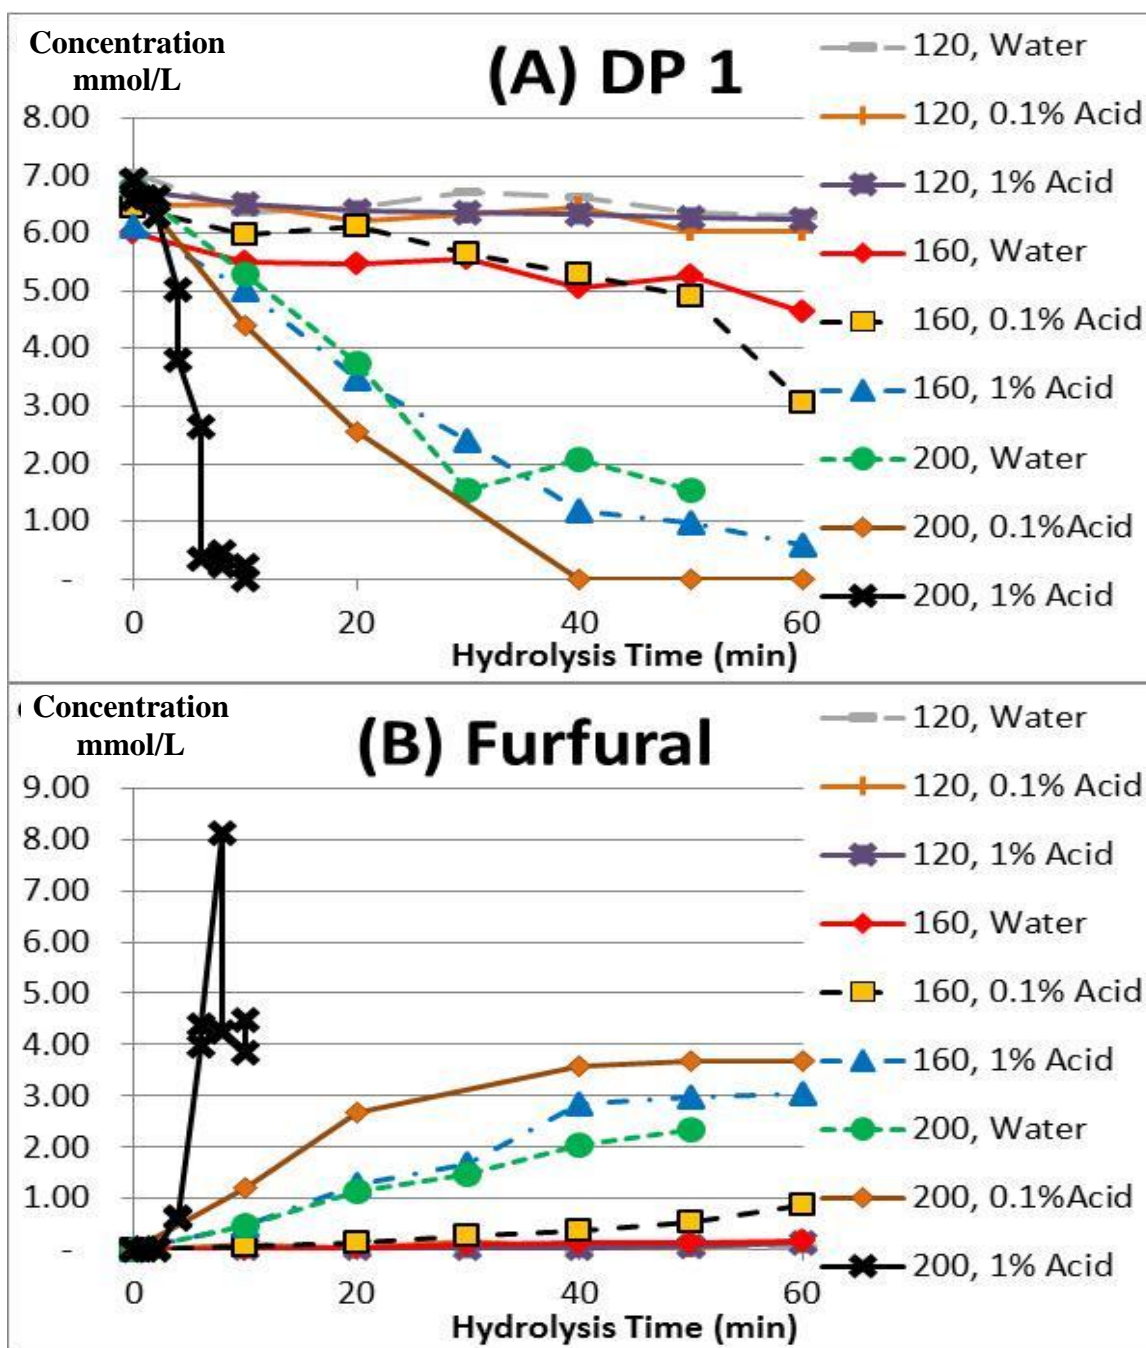 Concentration
mmol/L
(A) DP 1
8.00
7.00
6.00
5.00
4.00
3.00
2.00
1.00
-
0 20 40 60
Hydrolysis Time (min)
120, Water
120, 0.1% Acid
120, 1% Acid
160, Water
160, 0.1% Acid
160, 1% Acid
200, Water
200, 0.1%Acid
200, 1% Acid
Concentration
mmol/L
(B) Furfural
9.00
8.00
7.00
6.00
5.00
4.00
3.00
2.00
1.00
-
0 20 40 60
Hydrolysis Time (min)
120, Water
120, 0.1% Acid
120, 1% Acid
160, Water
160, 0.1% Acid
160, 1% Acid
200, Water
200, 0.1%Acid
200, 1% Acid